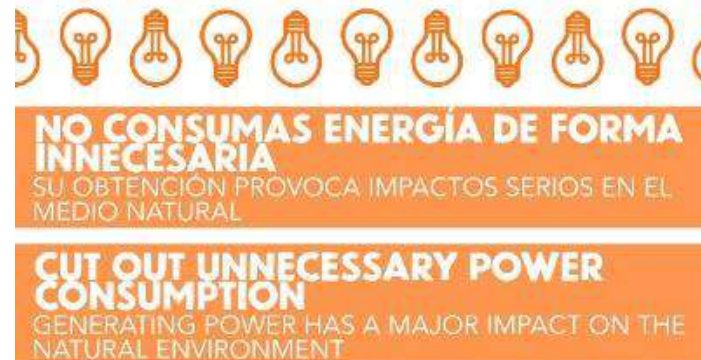 NO CONSUMAS ENERGÍA DE FORMA
INNECESARIA
SU OBTENCIÓN PROVOCA IMPACTOS SERIOS EN EL
MEDIO NATURAL
CUT OUT UNNECESSARY POWER
CONSUMPTION
GENERATING POWER HAS A MAJOR IMPACT ON THE
NATURAL ENVIRONMENT